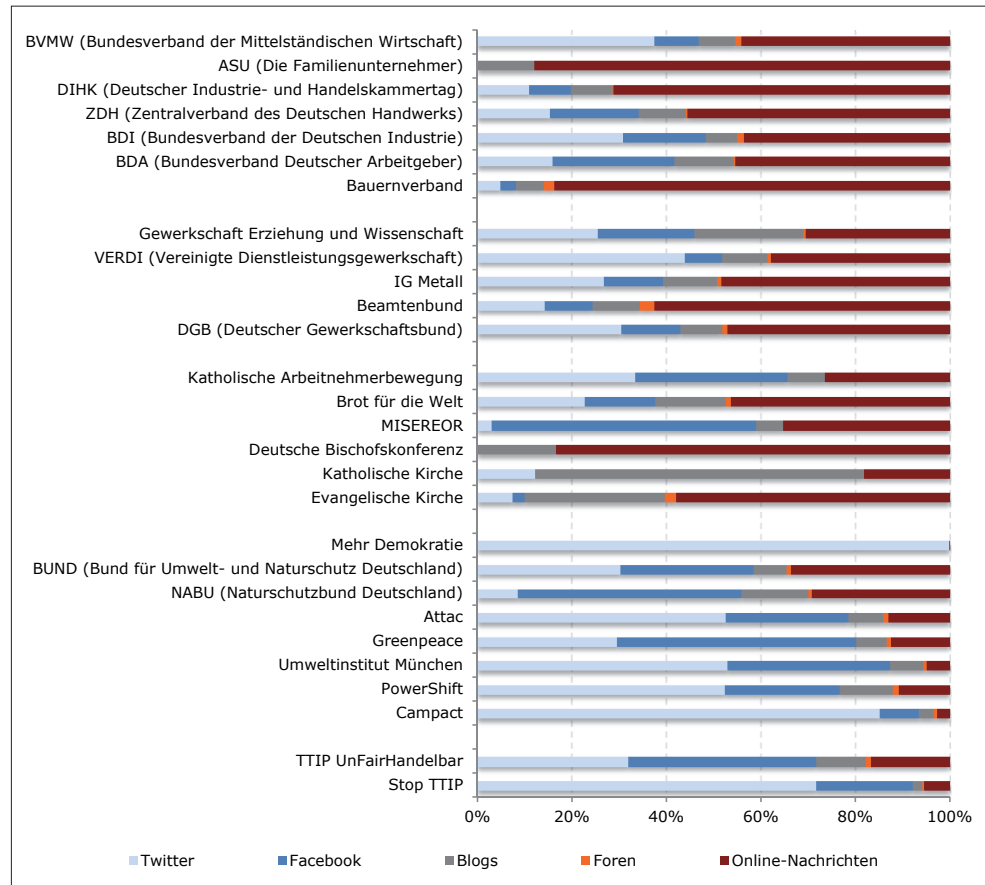 BVMW (Bundesverband der Mittelständischen Wirtschaft)
ASU (Die Familienunternehmer)
DIHK (Deutscher Industrie- und Handelskammertag)
ZDH (Zentralverband des Deutschen Handwerks)
BDI (Bundesverband der Deutschen Industrie)
BDA (Bundesverband Deutscher Arbeitgeber)
Bauernverband
Gewerkschaft Erziehung und Wissenschaft
VERDI (Vereinigte Dienstleistungsgewerkschaft)
IG Metall
Beamtenbund
DGB (Deutscher Gewerkschaftsbund)
Katholische Arbeitnehmerbewegung
Brot für die Welt
MISEREOR
Deutsche Bischofskonferenz
Katholische Kirche
Evangelische Kirche
Mehr Demokratie
BUND (Bund für Umwelt- und Naturschutz Deutschland)
NABU (Naturschutzbund Deutschland)
Attac
Greenpeace
Umweltinstitut München
PowerShift
Campact
TTIP UnFairHandelbar
Stop TTIP
0% 20% 40% 60% 80% 100%
Twitter Facebook Blogs Foren Online-Nachrichten